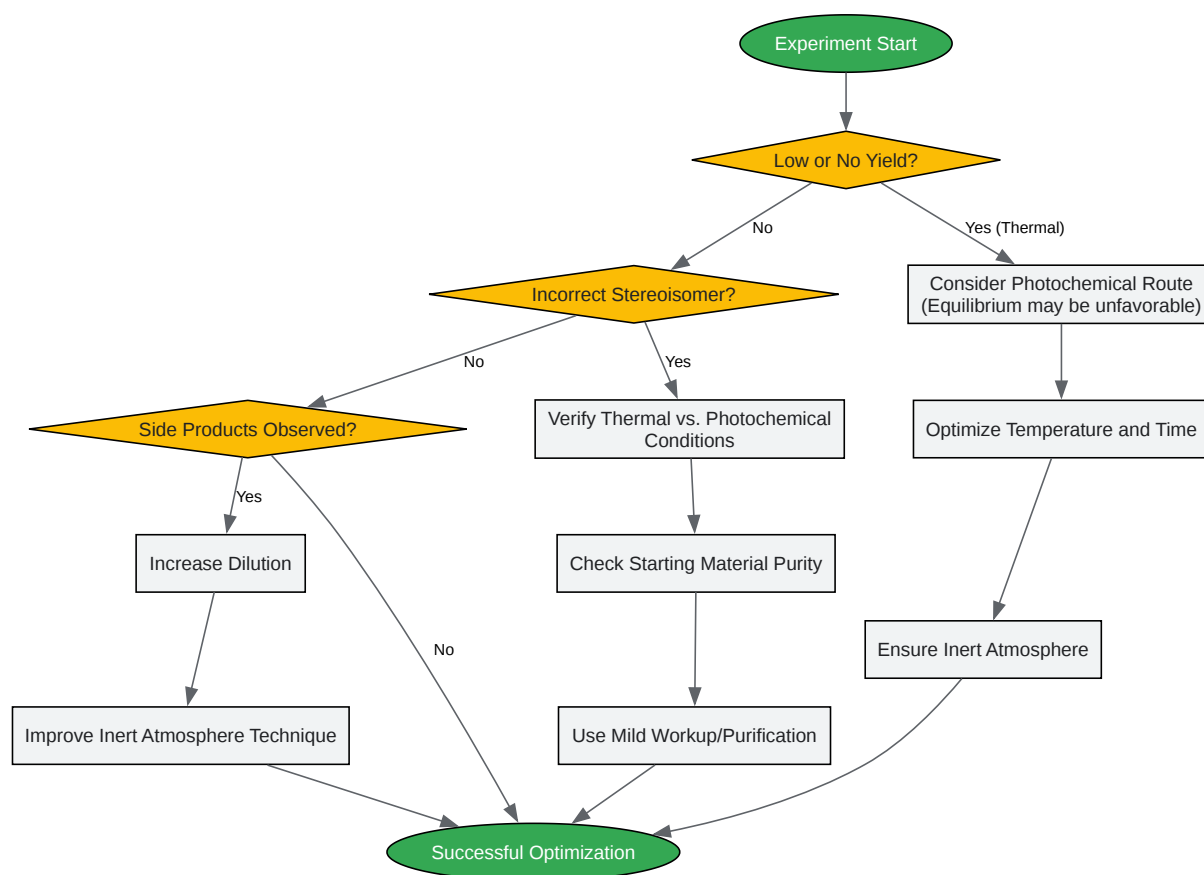 Experiment Start
Low or No Yield?
No
Yes (Thermal)
Incorrect Stereoisomer?
Consider Photochemical Route
(Equilibrium may be unfavorable)
No
Yes
Side Products Observed?
Verify Thermal vs. Photochemical
Conditions
Optimize Temperature and Time
Yes
Increase Dilution
Check Starting Material Purity
No
Ensure Inert Atmosphere
Improve Inert Atmosphere Technique
Use Mild Workup/Purification
Successful Optimization